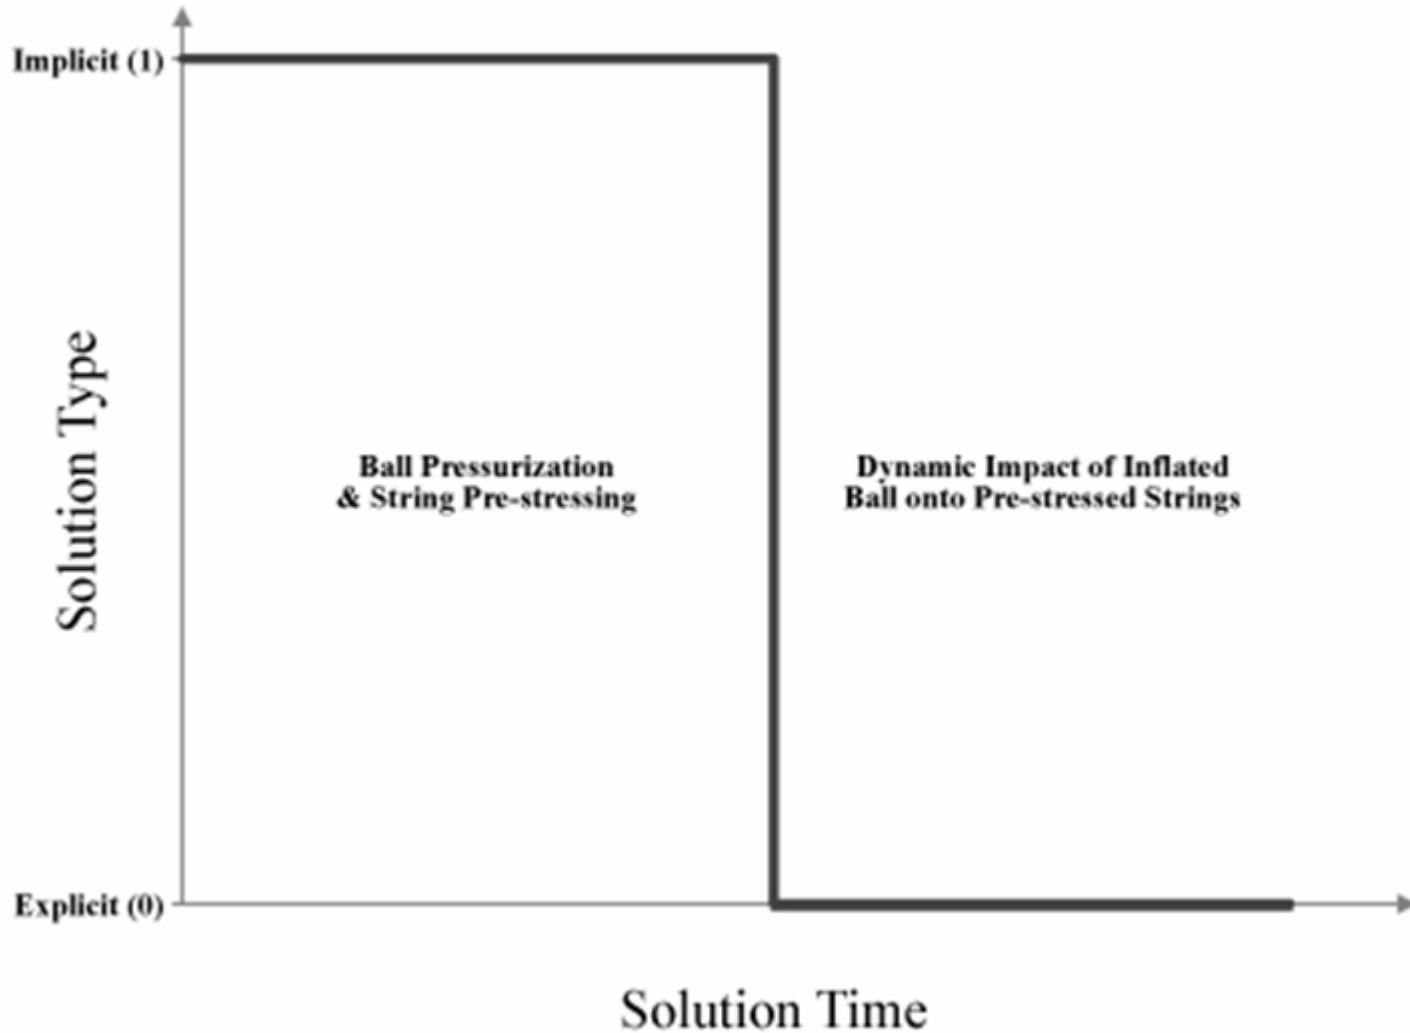 Implicit (1)
Solution Type
Ball Pressurization
& String Pre-stressing
Dynamic Impact of Inflated
Ball onto Pre-stressed Strings
Explicit (0)
Solution Time